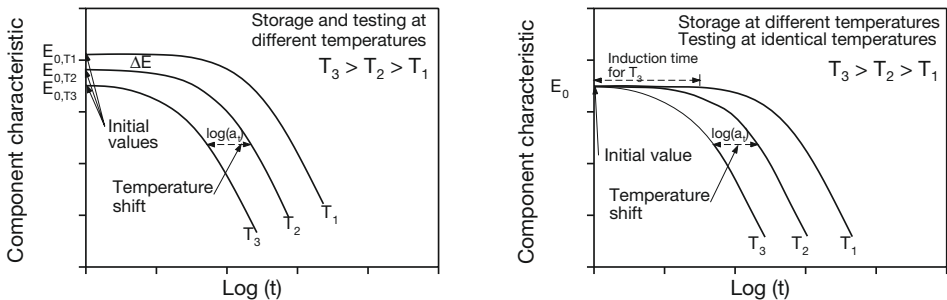 Storage and testing at
different temperatures
T3 > T2 > T1
E0,T1
E0,T2
E0,T3
ΔE
Initial
values
log(at)
Temperature
shift
T3
T2
T1
Component characteristic
Log (t)
Storage at different temperatures
Testing at identical temperatures
Induction time
for T3
T3 > T2 > T1
E0
log(at)
Initial value
Temperature
shift
T3
T2
T1
Component characteristic
Log (t)